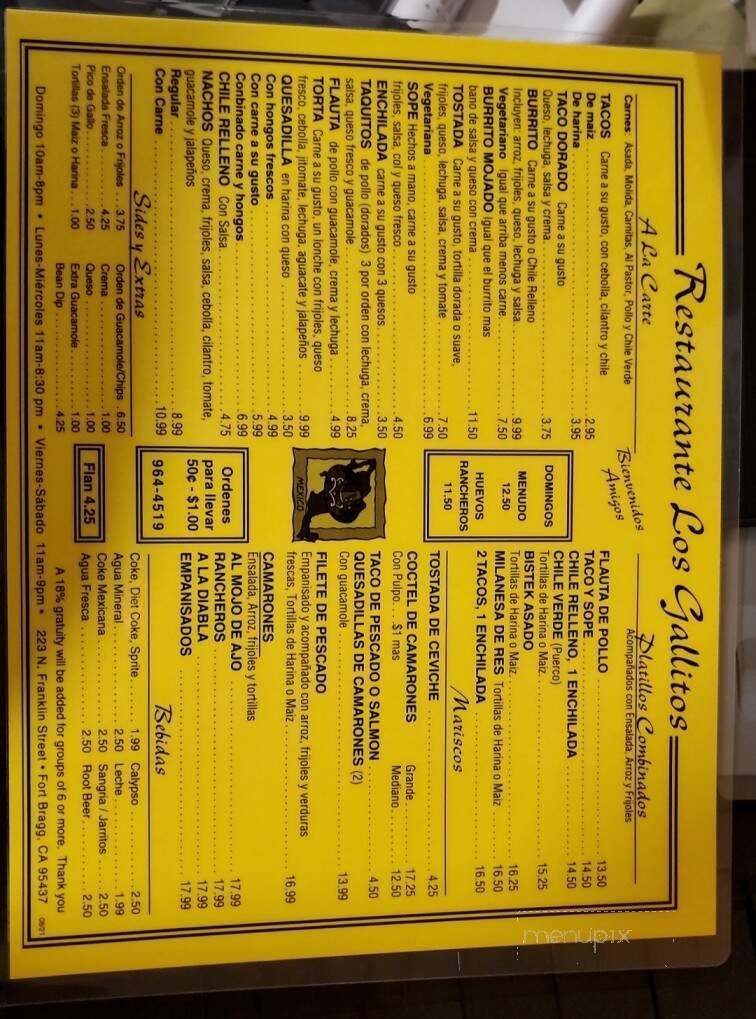 Restaurante Los Gallitos
A La Carte
Carnes: Asada, Molida, Carnitas, Al Pastor, Pollo y Chile Verde
TACOS Carne a su gusto, con cebolla, cilantro y chile
De maiz 2.95
De harina 3.95
TACO DORADO Carne a su gusto
Queso, lechuga, salsa y crema 3.75
BURRITO Carne a su gusto o Chile Relleno
Incluyen: arroz, frijoles, queso, lechuga y salsa 9.99
Vegetariano Igual que arriba menos carne 7.50
BURRITO MOJADO Igual que el burrito mas
bano de salsa y queso con crema 11.50
TOSTADA Carne a su gusto, tortilla dorada o suave,
frijoles, queso, lechuga, salsa, crema y tomate 7.50
Vegetariana 6.99
SOPE Hechos a mano, carne a su gusto
frijoles, salsa, col y queso fresco 4.50
ENCHILADA carne a su gusto con 3 quesos 3.50
TAQUITOS de pollo (dorados) 3 por orden con lechuga, crema,
salsa, queso fresco y guacamole 8.25
FLAUTA de pollo con guacamole, crema y lechuga 4.99
TORTA Carne a su gusto, un lonche con frijoles, queso
fresco, cebolla, jitomate, lechuga, aguacate y jalapeños 9.99
QUESADILLA en harina con queso 3.50
Con hongos frescos 4.99
Con carne a su gusto 5.99
Combinado carne y hongos 6.99
CHILE RELLENO Con Salsa 4.75
NACHOS Queso, crema, frijoles, salsa, cebolla, cilantro, tomate,
guacamole y jalapeños
Regular 8.99
Con Carne 10.99
Sides y Extras
Orden de Arroz o Frijoles 3.75 Orden de Guacamole/Chips 6.50
Ensalada Fresca 4.25 Crema 1.00
Pico de Gallo 2.50 Queso 1.00
Tortillas (3) Maiz o Harina 1.00 Extra Guacamole 1.00
Bean Dip 4.25
Bienvenidos
Amigos
DOMINGOS
MENUDO
12.50
HUEVOS
RANCHEROS
11.50
MEXICO
Ordenes
para llevar
50¢ - $1.00
964-4519
Flan 4.25
Platillos Combinados
Acompañados con Ensalada, Arroz y Frijoles
FLAUTA DE POLLO 13.50
TACO Y SOPE 14.50
CHILE RELLENO, 1 ENCHILADA 14.50
CHILE VERDE (Puerco)
Tortillas de Harina o Maiz 15.25
BISTEK ASADO
Tortillas de Harina o Maiz 16.25
MILANESA DE RES Tortillas de Harina o Maiz 16.50
2 TACOS, 1 ENCHILADA 16.50
Mariscos
TOSTADA DE CEVICHE 4.25
COCTEL DE CAMARONES Grande 17.25
Con Pulpo . . . $1 mas Mediano 12.50
TACO DE PESCADO O SALMON 4.50
QUESADILLAS DE CAMARONES (2)
Con guacamole 13.99
FILETE DE PESCADO
Empanisado y acompañado con arroz, frijoles y verduras
frescas, Tortillas de Harina o Maiz 16.99
CAMARONES
Ensalada, Arroz, frijoles y tortillas
AL MOJO DE AJO 17.99
RANCHEROS 17.99
A LA DIABLA 17.99
EMPANISADOS 17.99
Bebidas
Coke, Diet Coke, Sprite 1.99 Calypso 2.50
Agua Mineral 2.50 Leche 1.99
Coke Mexicana 2.50 Sangria / Jarritos 2.50
Agua Fresca 2.50 Root Beer 2.50
A 18% gratuity will be added for groups of 6 or more. Thank you
Domingo 10am-8pm • Lunes-Miércoles 11am-8:30 pm • Viernes-Sábado 11am-9pm • 223 N. Franklin Street • Fort Bragg, CA 95437
06/21
menupix